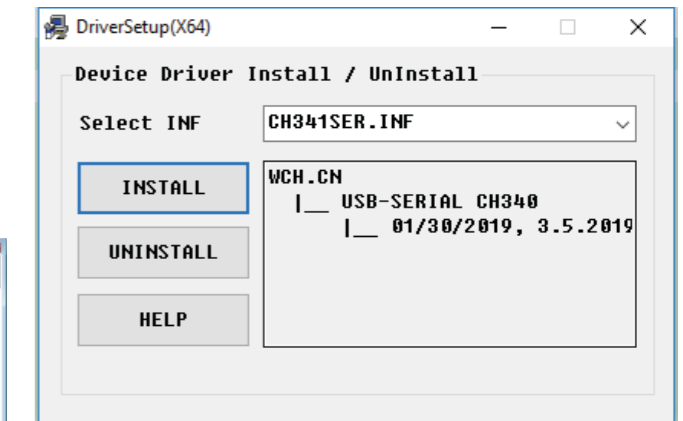 DriverSetup(X64)
Device Driver Install / UnInstall
Select INF
CH341SER.INF
INSTALL
UNINSTALL
HELP
WCH.CN
|__ USB-SERIAL CH340
|__ 01/30/2019, 3.5.2019